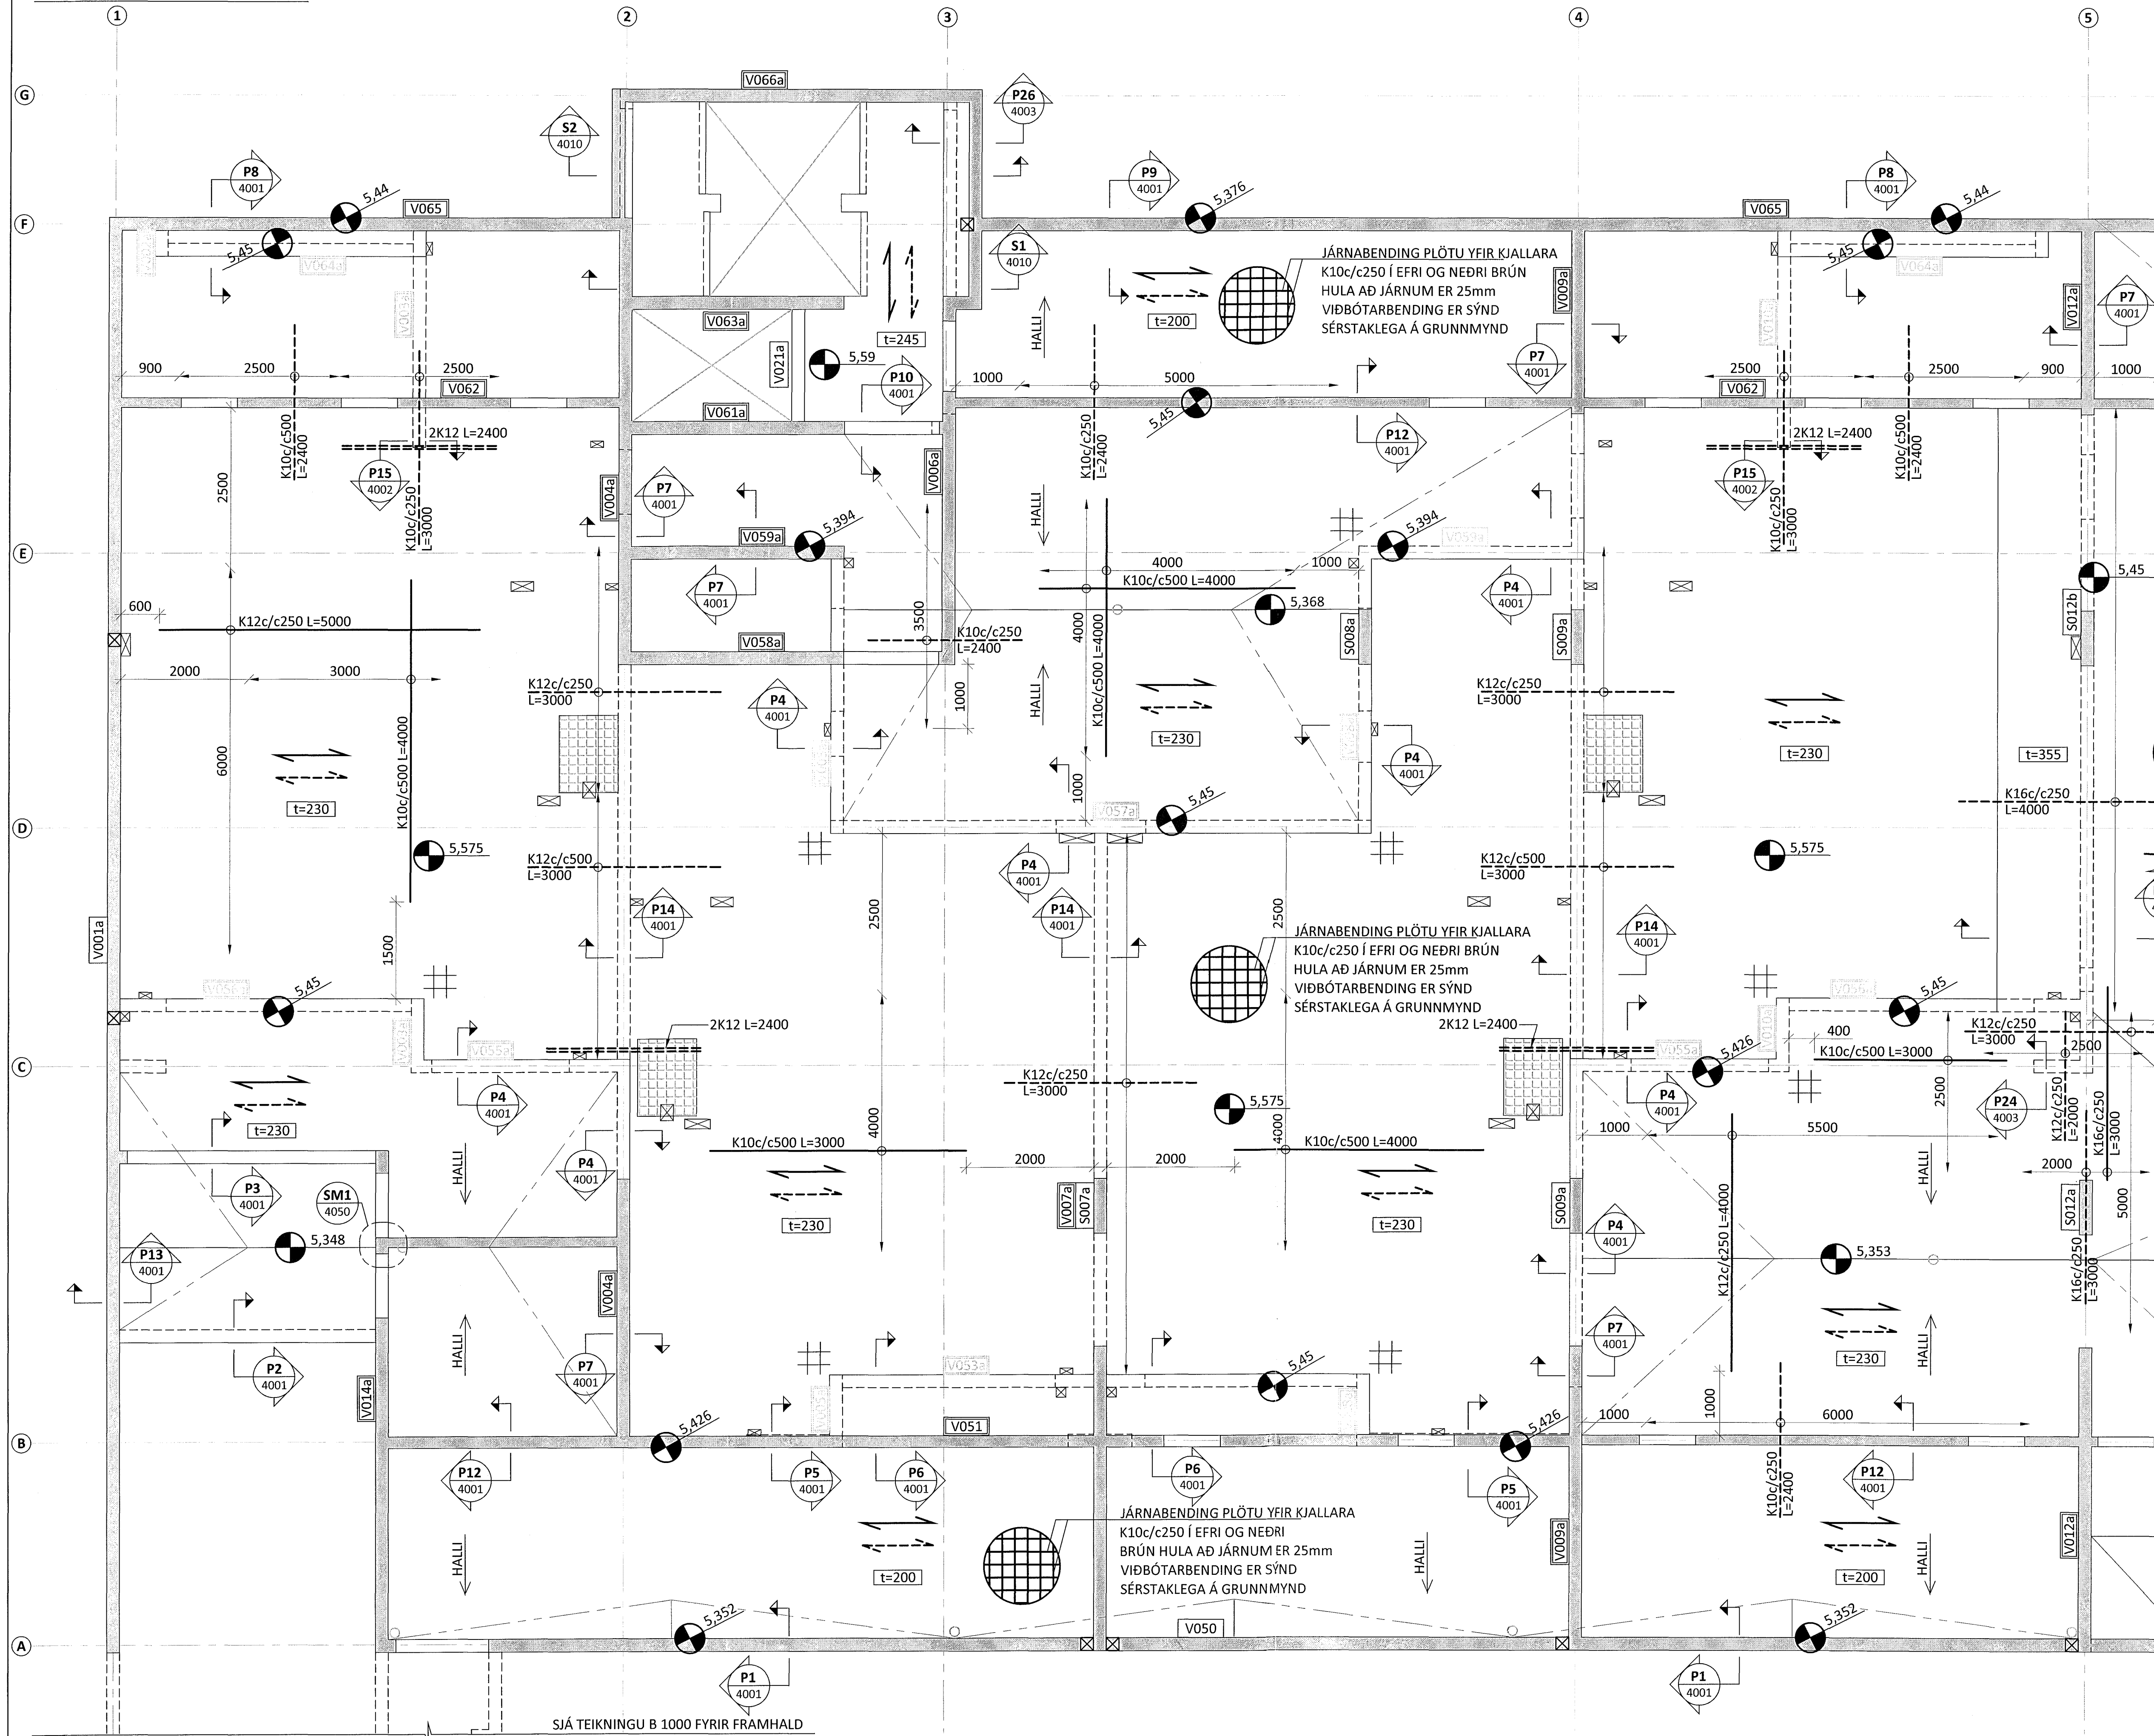 1 2 3 4 5
G
V066a
P26
4003
S2
4010
P8
4001
5,44
V065
P9
4001
5,376
V065
P8
4001
5,44
F
5,45
V064a
S1
4010
JÁRNABENDING PLÖTU YFIR KJALLARA
K10c/c250 Í EFRI OG NEÐRI BRÚN
HULA AÐ JÁRNUM ER 25mm
VIÐBÓTARBENDING ER SÝND
SÉRSTAKLEGA Á GRUNNMYND
V009a
5,45
V064a
V012a
P7
4001
t=200
HALLI
V063a
t=245
V021a
5,59
P10
4001
P7
4001
900
2500
2500
V062
V061a
1000
5000
5,45
2500
V062
2500
900
1000
K10c/c500
L=2400
2K12 L=2400
P15
4002
K10c/c250
L=3000
2500
V004a
P7
4001
V006a
K10c/c250
L=2400
P12
4001
2K12 L=2400
P15
4002
K10c/c250
L=3000
K10c/c500
L=2400
HALLI
V059a
5,394
5,394
V059a
E
P7
4001
4000
1000
K10c/c500 L=4000
P4
4001
5,45
600
K12c/c250 L=5000
3500
K10c/c250
L=2400
V058a
4000
K10c/c500 L=4000
5,368
S008a
S009a
S012b
2000
3000
K12c/c250
L=3000
P4
4001
1000
HALLI
K12c/c250
L=3000
6000
K10c/c500 L=4000
t=230
t=230
P4
4001
t=230
t=355
1000
K16c/c250
L=4000
D
V057a
5,45
5,575
K12c/c500
L=3000
P4
4001
K12c/c500
L=3000
5,575
V001a
1500
P14
4001
2500
P14
4001
2500
JÁRNABENDING PLÖTU YFIR KJALLARA
K10c/c250 Í EFRI OG NEÐRI BRÚN
HULA AÐ JÁRNUM ER 25mm
VIÐBÓTARBENDING ER SÝND
SÉRSTAKLEGA Á GRUNNMYND
P14
4001
5,45
5,45
V010a
2K12 L=2400
2K12 L=2400
K12c/c250
L=3000
400
2500
V055a
V055a
5,426
K10c/c500 L=3000
C
P4
4001
K12c/c250
L=3000
5,575
P4
4001
2500
P24
4003
K12c/c250
L=2000
K16c/c250
L=3000
t=230
4000
4000
K10c/c500 L=3000
K10c/c500 L=4000
1000
5500
P4
4001
HALLI
2000
2000
HALLI
2000
P3
4001
SM1
4050
t=230
V007a
S007a
t=230
S009a
P4
4001
K12c/c250 L=4000
S012a
5000
P13
4001
5,348
5,353
V004a
K16c/c250
L=3000
HALLI
P7
4001
P7
4001
t=230
HALLI
P2
4001
V014a
V053a
5,45
1000
1000
6000
5,426
V051
5,426
B
P12
4001
P5
4001
P6
4001
P6
4001
P5
4001
K10c/c250
L=2400
P12
4001
JÁRNABENDING PLÖTU YFIR KJALLARA
K10c/c250 Í EFRI OG NEÐRI
BRÚN HULA AÐ JÁRNUM ER 25mm
VIÐBÓTARBENDING ER SÝND
SÉRSTAKLEGA Á GRUNNMYND
HALLI
t=200
HALLI
V009a
t=200
HALLI
V012a
5,352
V050
5,352
A
P1
4001
P1
4001
SJÁ TEIKNINGU B 1000 FYRIR FRAMHALD